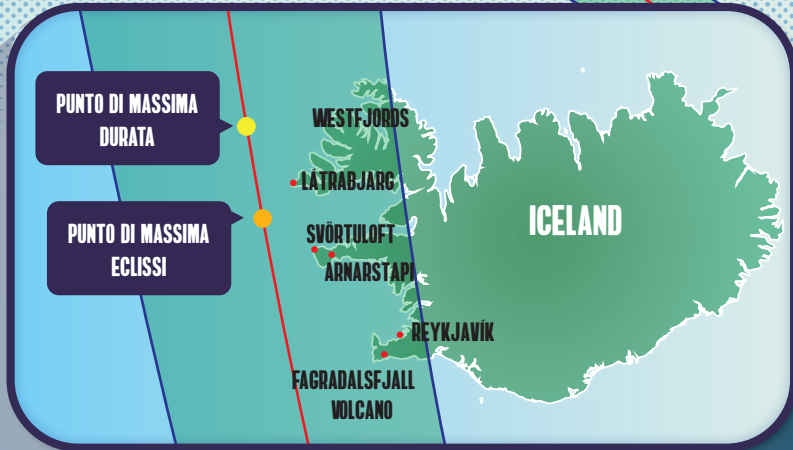 PUNTO DI MASSIMA
DURATA
WESTFJORDS
LÁTRABJARG
PUNTO DI MASSIMA
ECLISSI
SVÖRTULOFT
ARNARSTAPI
ICELAND
REYKJAVÍK
FAGRADALSFJALL
VOLCANO